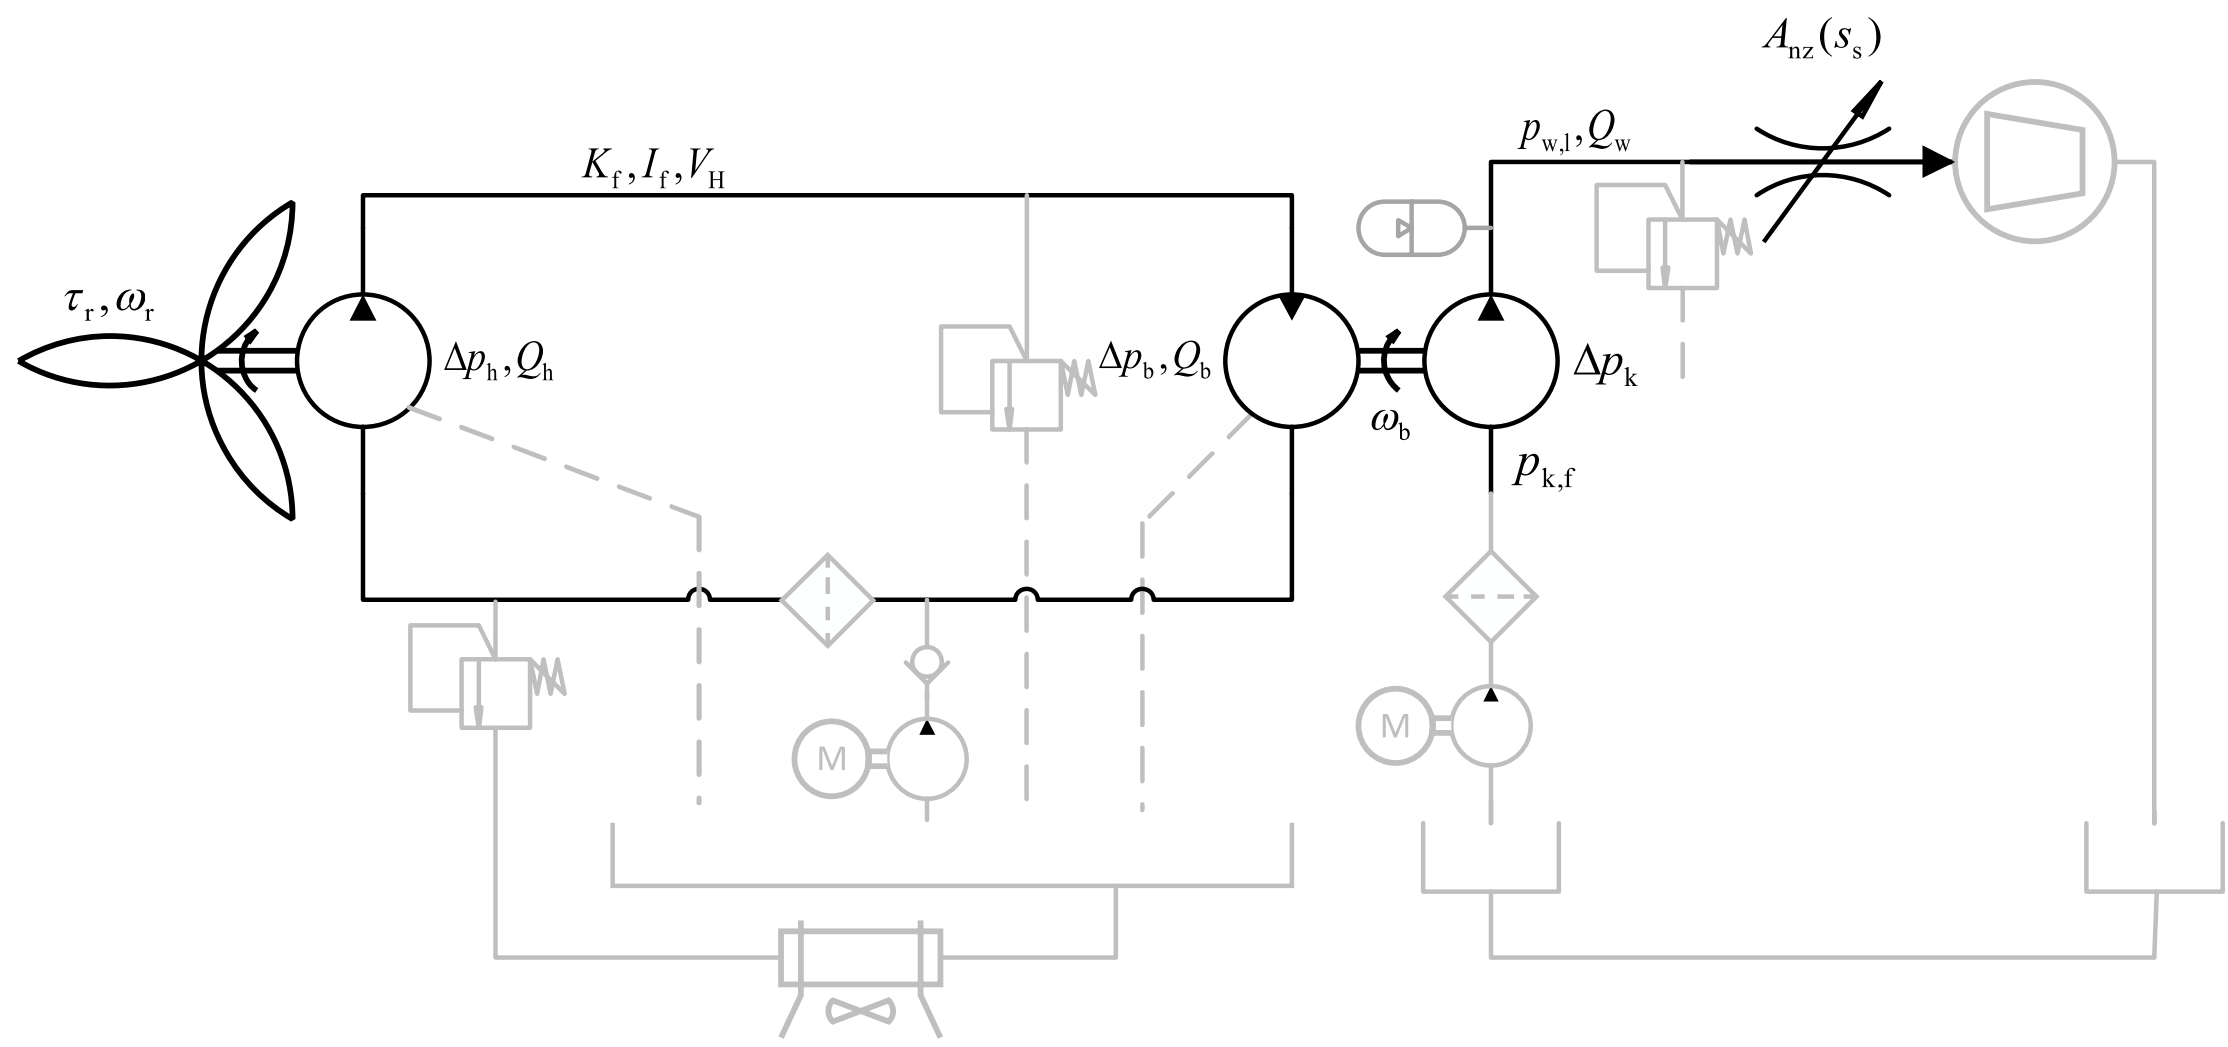 A_nz(s_s)
p_w,l, Q_w
K_f, I_f, V_H
τ_r, ω_r
Δp_h, Q_h
Δp_b, Q_b
Δp_k
ω_b
p_k,f
M
M